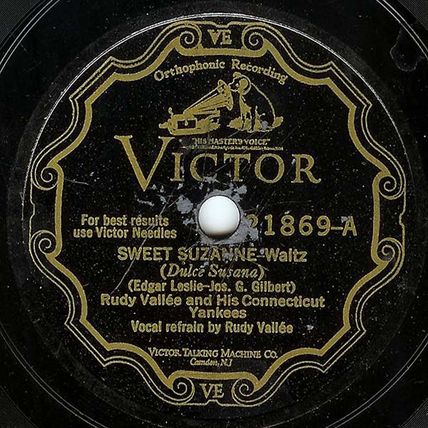 VE
Orthophonic Recording
"HIS MASTER'S VOICE"
VICTOR
For best results
use Victor Needles
21869-A
SWEET SUZANNE-Waltz
(Dulce Susana)
(Edgar Leslie-Jos. G. Gilbert)
Rudy Vallée and His Connecticut
Yankees
Vocal refrain by Rudy Vallée
VICTOR TALKING MACHINE CO.
Camden, N.J
VE